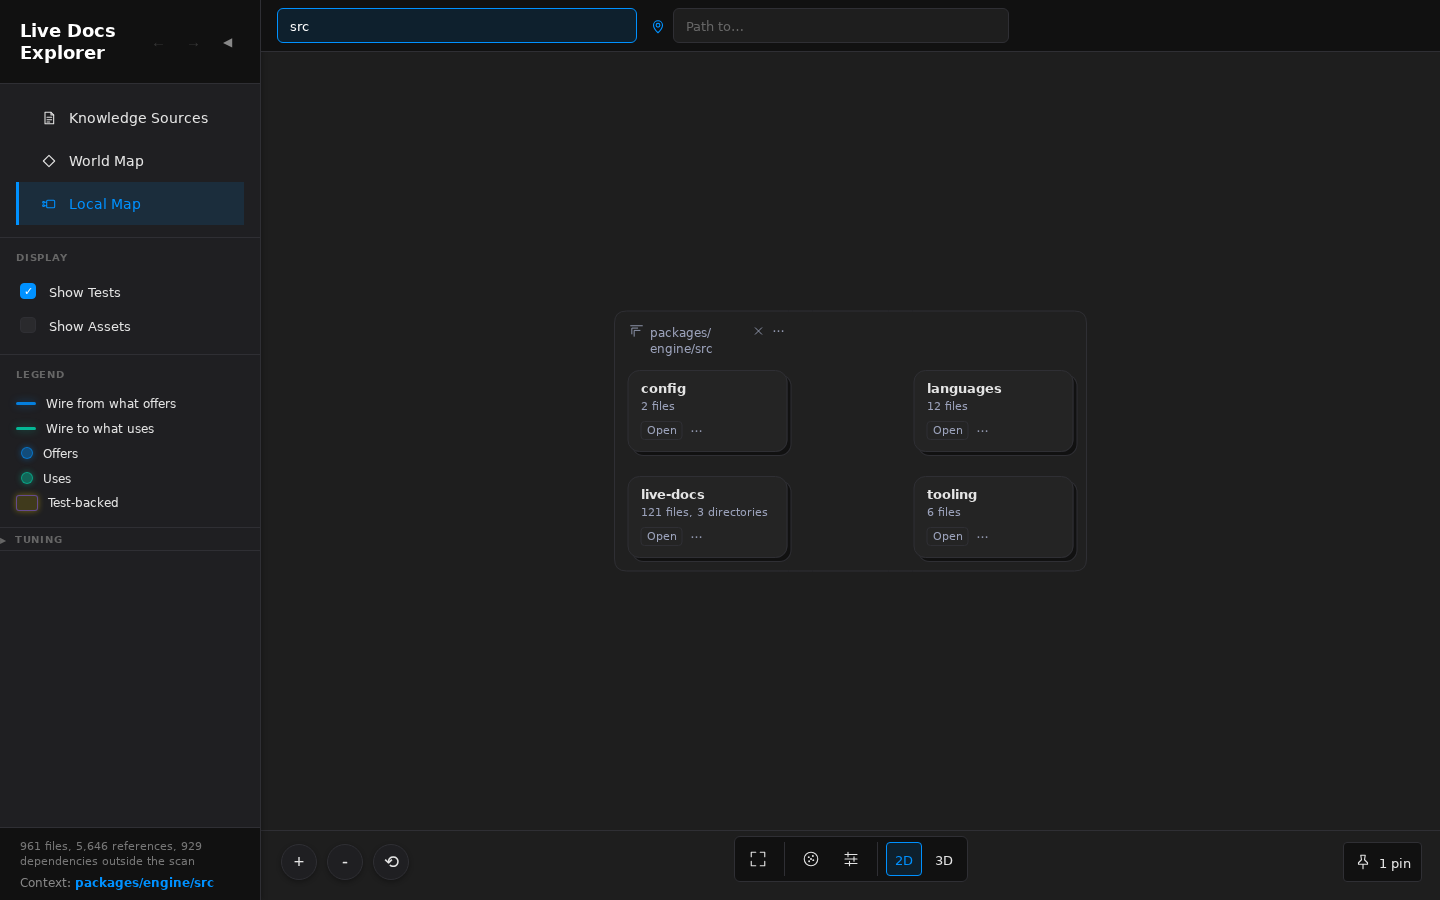 Live Docs
Explorer
Knowledge Sources
World Map
Local Map
DISPLAY
Show Tests
Show Assets
LEGEND
Wire from what offers
Wire to what uses
Offers
Uses
Test-backed
TUNING
961 files, 5,646 references, 929
dependencies outside the scan
Context: packages/engine/src
src
Path to...
packages/
engine/src
config
2 files
Open
languages
12 files
Open
live-docs
121 files, 3 directories
Open
tooling
6 files
Open
2D
3D
1 pin